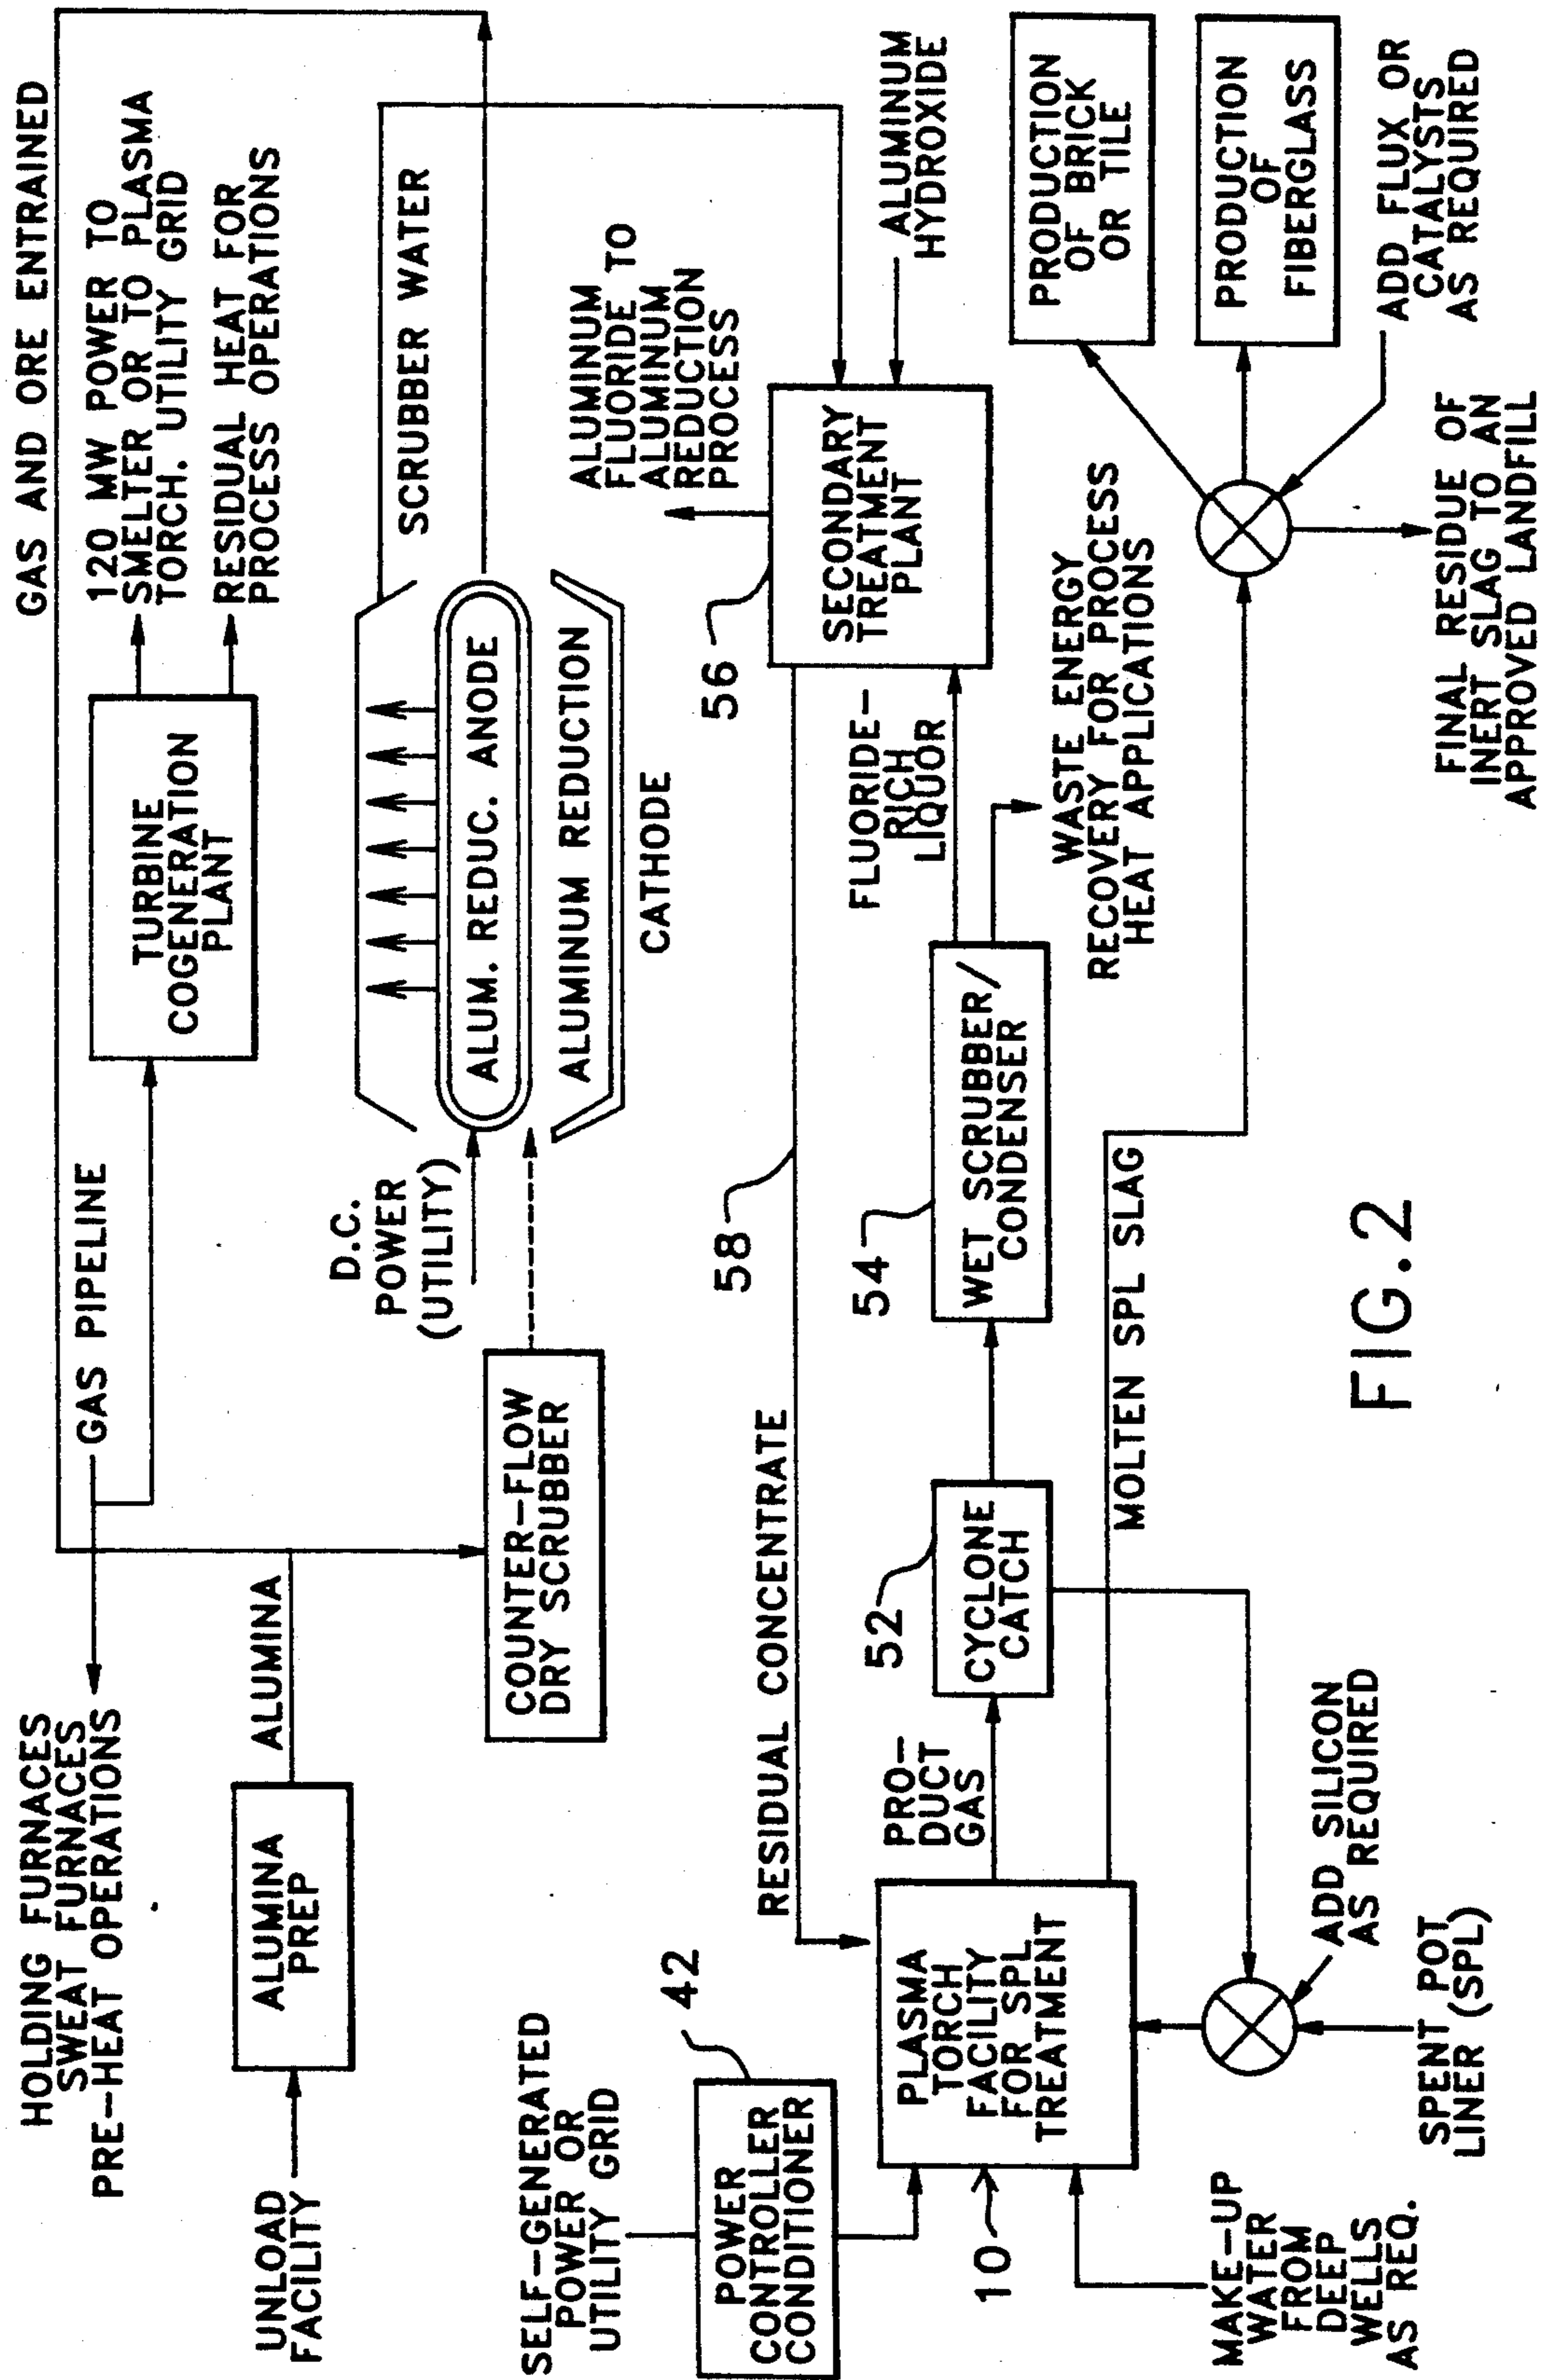 HOLDING FURNACES
SWEAT FURNACES
PRE-HEAT OPERATIONS
GAS PIPELINE
GAS AND ORE ENTRAINED
TURBINE
COGENERATION
PLANT
120 MW POWER TO
SMELTER OR TO PLASMA
TORCH. UTILITY GRID
RESIDUAL HEAT FOR
PROCESS OPERATIONS
UNLOAD
FACILITY
ALUMINA
PREP
ALUMINA
COUNTER-FLOW
DRY SCRUBBER
D.C.
POWER
(UTILITY)
ALUM. REDUC. ANODE
ALUMINUM REDUCTION
CATHODE
SCRUBBER WATER
SELF-GENERATED
POWER OR
UTILITY GRID
42
POWER
CONTROLLER
CONDITIONER
10
MAKE-UP
WATER
FROM
DEEP
WELLS
AS REQ.
PLASMA
TORCH
FACILITY
FOR SPL
TREATMENT
RESIDUAL CONCENTRATE
58
PRO-
DUCT
GAS
52
CYCLONE
CATCH
54
WET SCRUBBER/
CONDENSER
FLUORIDE-
RICH
LIQUOR
56
SECONDARY
TREATMENT
PLANT
ALUMINUM
FLUORIDE TO
ALUMINUM
REDUCTION
PROCESS
ALUMINUM
HYDROXIDE
WASTE ENERGY
RECOVERY FOR PROCESS
HEAT APPLICATIONS
MOLTEN SPL SLAG
SPENT POT
LINER (SPL)
ADD SILICON
AS REQUIRED
PRODUCTION
OF BRICK
OR TILE
PRODUCTION
OF
FIBERGLASS
ADD FLUX OR
CATALYSTS
AS REQUIRED
FINAL RESIDUE OF
INERT SLAG TO AN
APPROVED LANDFILL
FIG.2